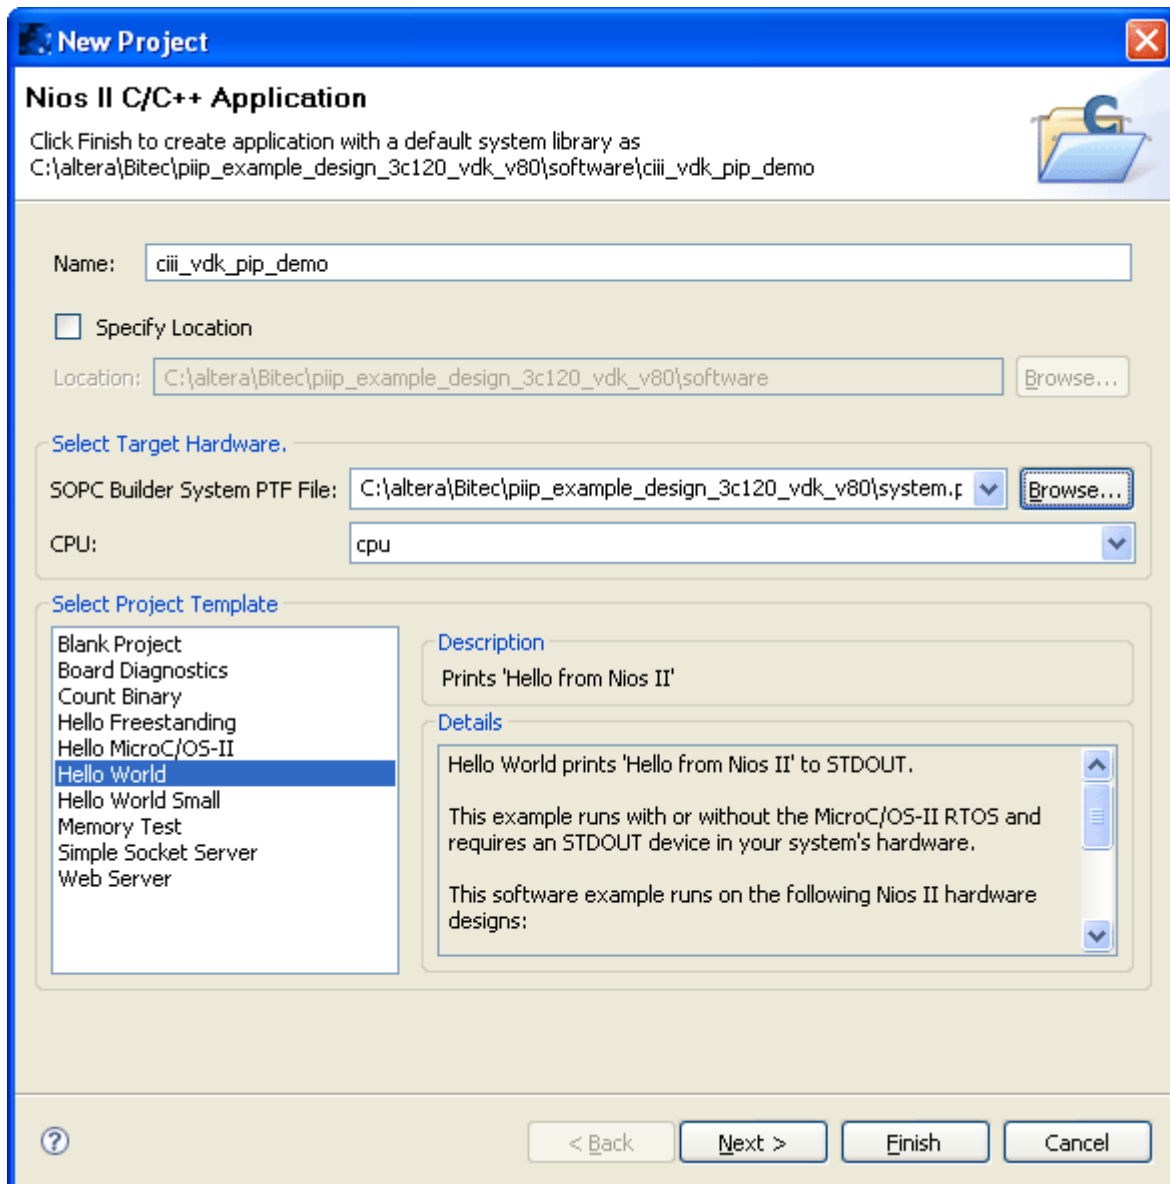 New Project
Nios II C/C++ Application
Click Finish to create application with a default system library as
C:\altera\Bitec\piip_example_design_3c120_vdk_v80\software\ciii_vdk_pip_demo
Name: ciii_vdk_pip_demo
Specify Location
Location: C:\altera\Bitec\piip_example_design_3c120_vdk_v80\software Browse...
Select Target Hardware.
SOPC Builder System PTF File: C:\altera\Bitec\piip_example_design_3c120_vdk_v80\system.p Browse...
CPU: cpu
Select Project Template
Blank Project
Board Diagnostics
Count Binary
Hello Freestanding
Hello MicroC/OS-II
Hello World
Hello World Small
Memory Test
Simple Socket Server
Web Server
Description
Prints 'Hello from Nios II'
Details
Hello World prints 'Hello from Nios II' to STDOUT.
This example runs with or without the MicroC/OS-II RTOS and
requires an STDOUT device in your system's hardware.
This software example runs on the following Nios II hardware
designs:
? < Back Next > Finish Cancel